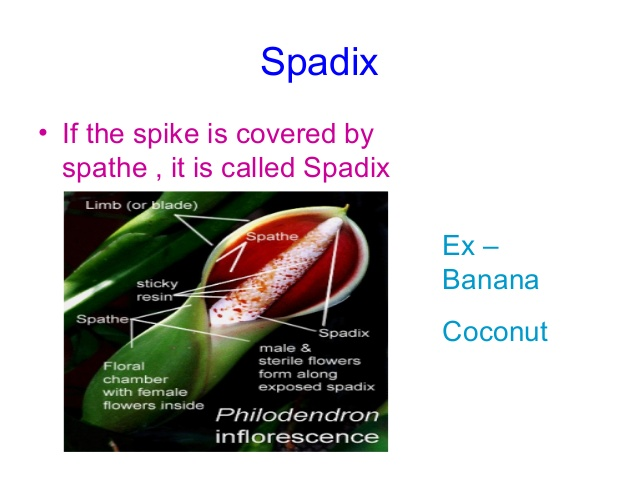 Spadix
• If the spike is covered by
spathe , it is called Spadix
Limb (or blade)
Spathe
sticky
resin
Spathe
Spadix
Floral
chamber
with female
flowers inside
male &
sterile flowers
form along
exposed spadix
Philodendron
inflorescence
Ex –
Banana
Coconut